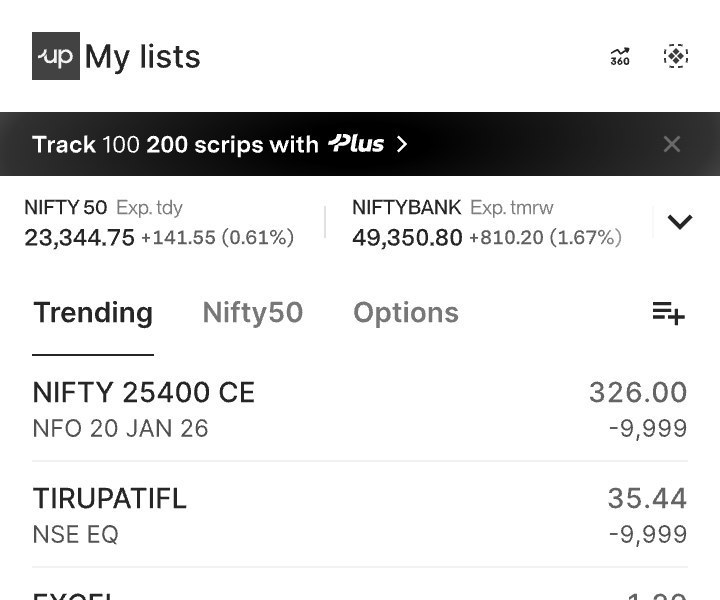 up My lists
360
Track 100 200 scrips with Plus
NIFTY 50 Exp. tdy
23,344.75 +141.55 (0.61%)
NIFTYBANK Exp. tmrw
49,350.80 +810.20 (1.67%)
Trending Nifty50 Options
NIFTY 25400 CE 326.00
NFO 20 JAN 26 -9,999
TIRUPATIFL 35.44
NSE EQ -9,999